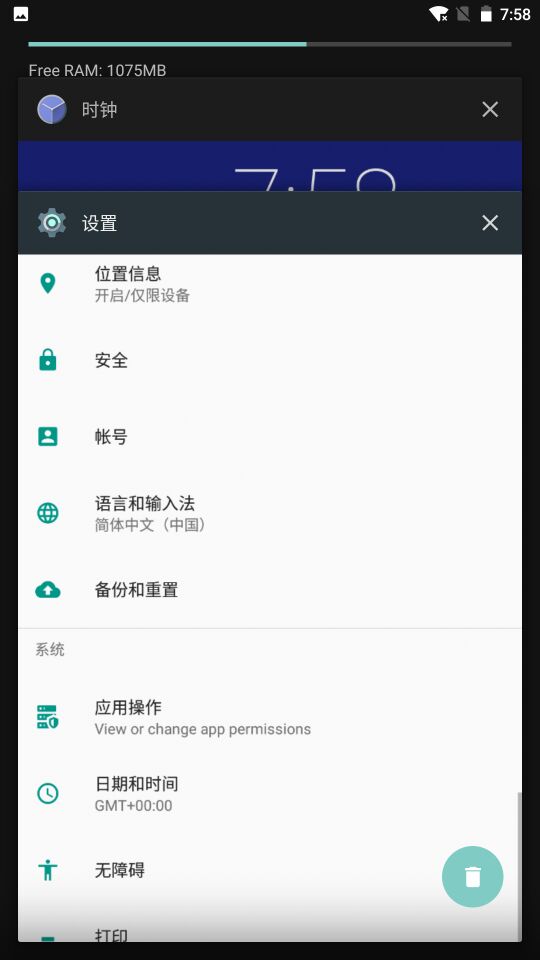 7:58
Free RAM: 1075MB
时钟
设置
位置信息
开启/仅限设备
安全
帐号
语言和输入法
简体中文（中国）
备份和重置
系统
应用操作
View or change app permissions
日期和时间
GMT+00:00
无障碍
打印